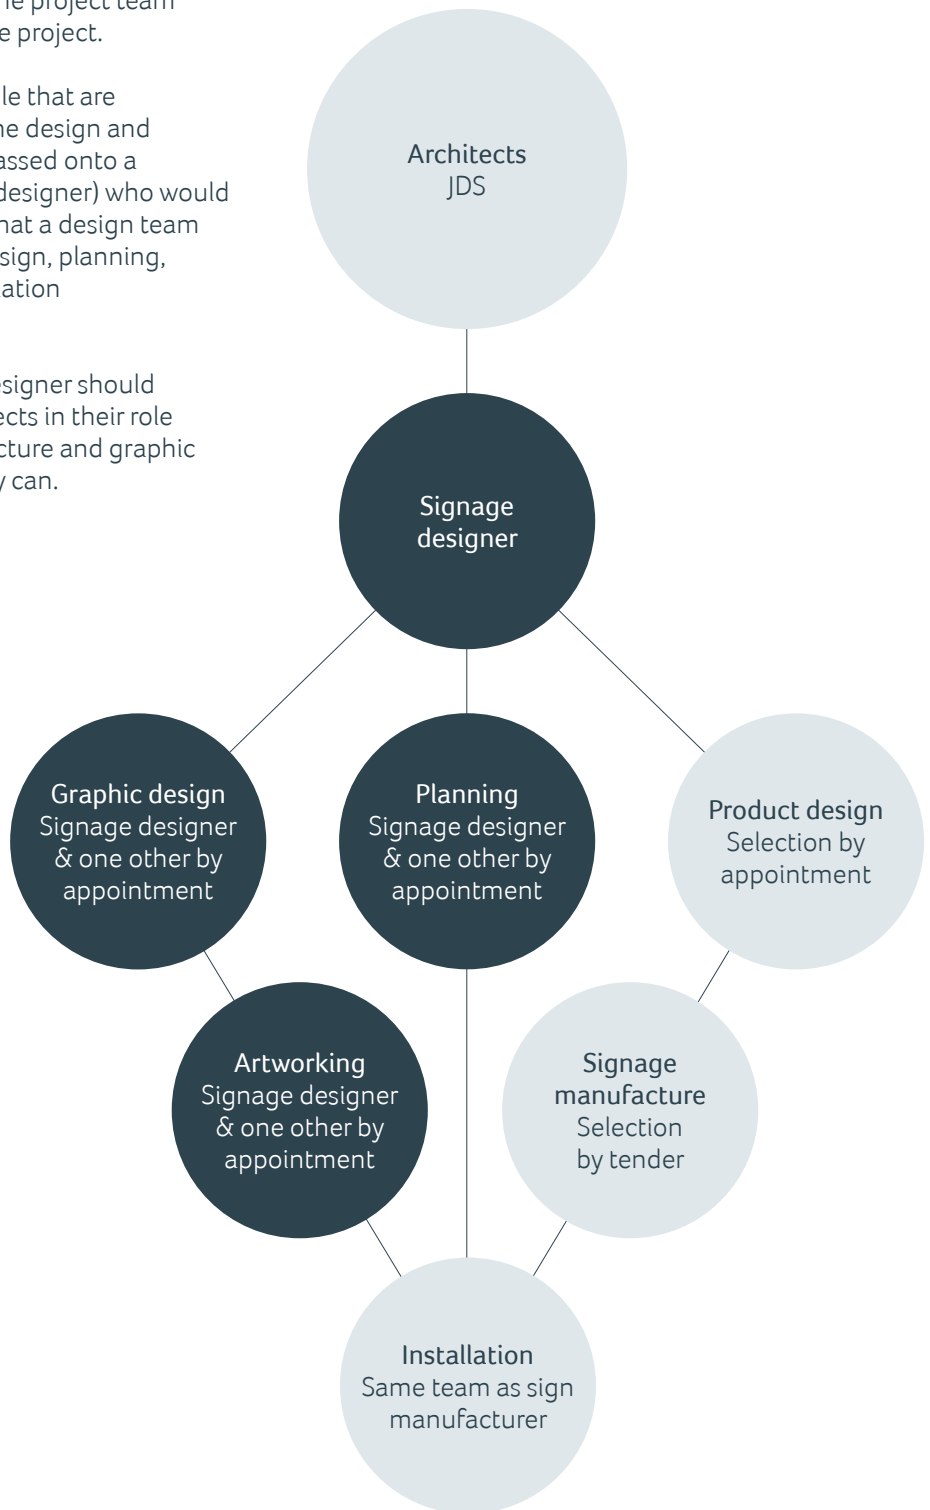 he project team
e project.
le that are
ne design and
assed onto a
designer) who would
hat a design team
sign, planning,
ation
esigner should
ects in their role
cture and graphic
y can.
Architects
JDS
Signage
designer
Graphic design
Signage designer
& one other by
appointment
Planning
Signage designer
& one other by
appointment
Product design
Selection by
appointment
Artworking
Signage designer
& one other by
appointment
Signage
manufacture
Selection
by tender
Installation
Same team as sign
manufacturer